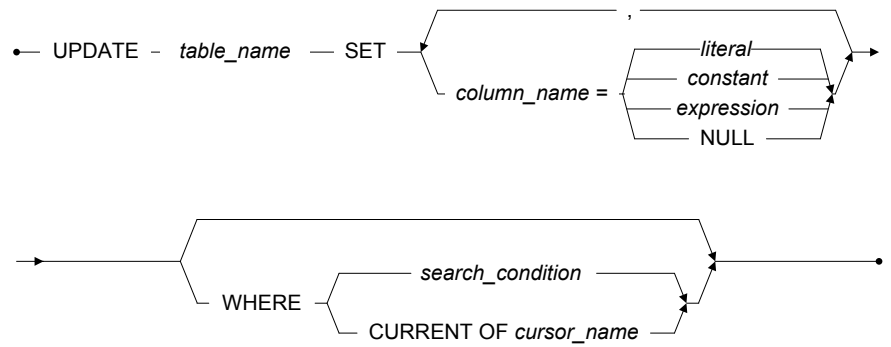 ,
UPDATE table_name SET
literal
constant
column_name =
expression
NULL
search_condition
WHERE
CURRENT OF cursor_name